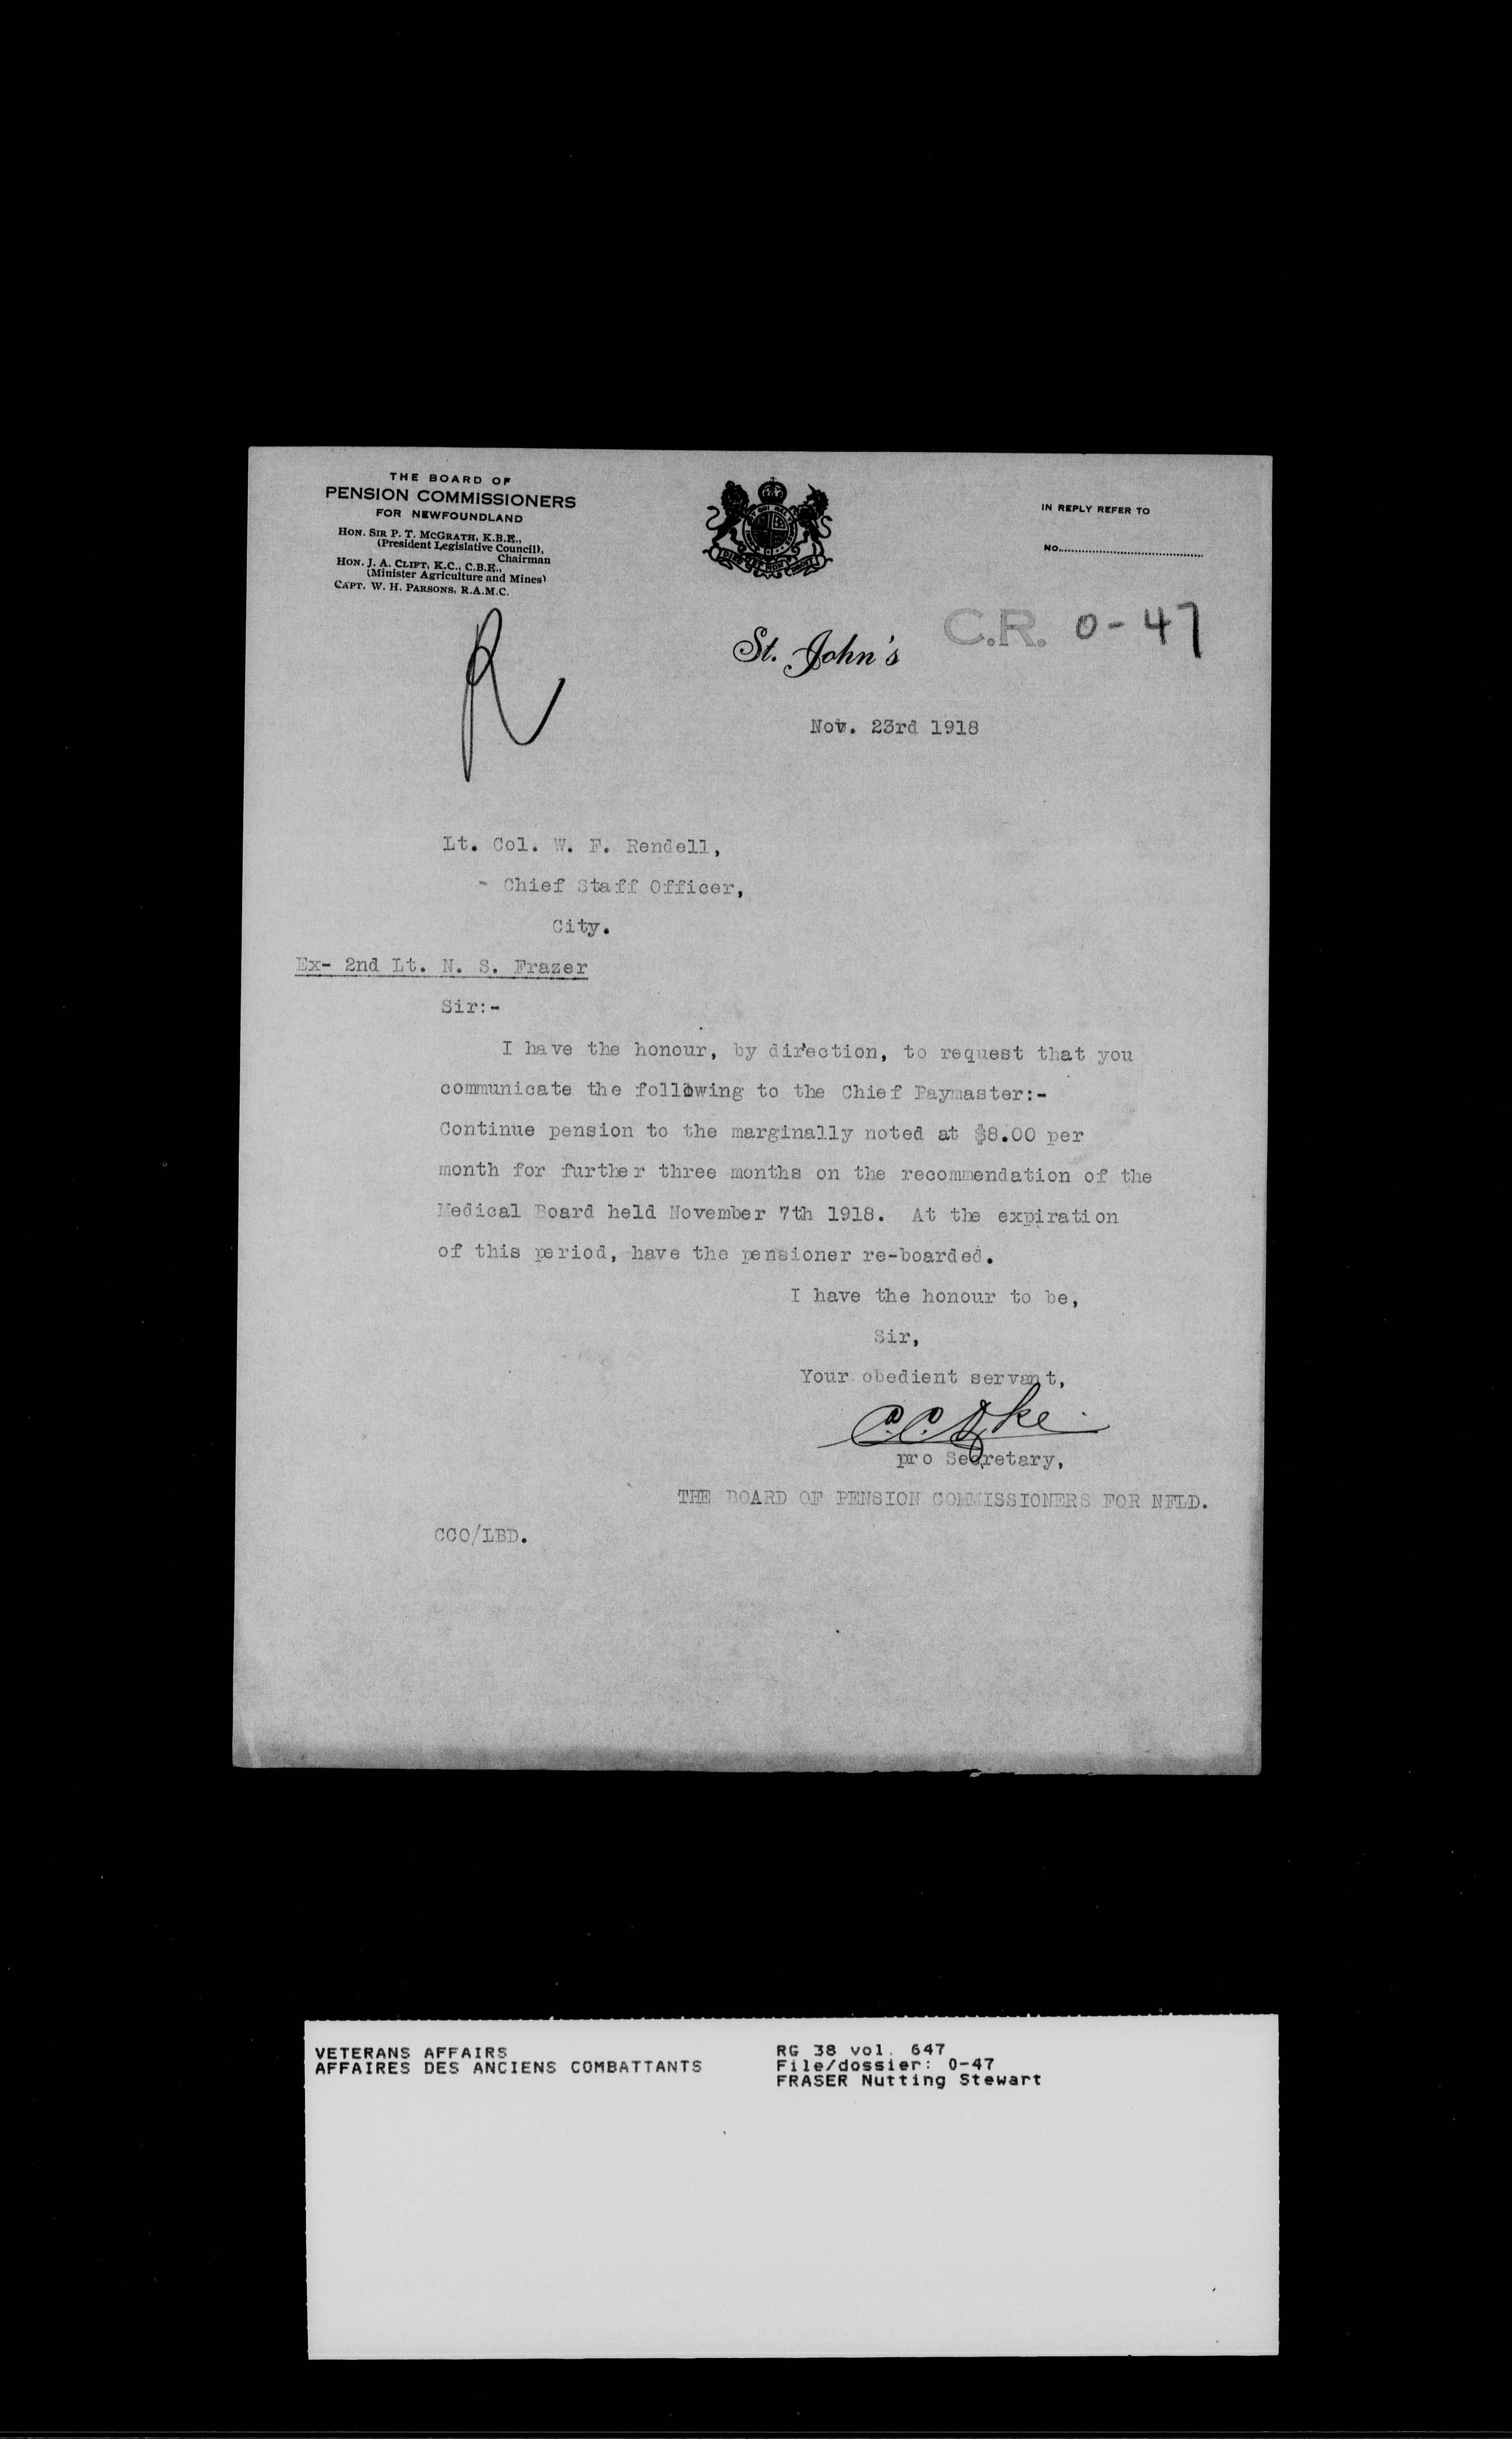 THE BOARD OF
PENSION COMMISSIONERS
FOR NEWFOUNDLAND
HON. SIR P. T. MCGRATH, K.B.E.,
(President Legislative Council),
Chairman
HON. J. A. CLIFT, K.C., C.B.E.,
(Minister Agriculture and Mines)
CAPT. W. H. PARSONS, R.A.M.C.
IN REPLY REFER TO
NO.
C.R. 0-47
R
St. John's
Nov. 23rd 1918
Lt. Col. W. F. Rendell,
- Chief Staff Officer,
City.
Ex- 2nd Lt. N. S. Frazer
Sir:-
I have the honour, by direction, to request that you
communicate the following to the Chief Paymaster:-
Continue pension to the marginally noted at $8.00 per
month for further three months on the recommendation of the
Medical Board held November 7th 1918. At the expiration
of this period, have the pensioner re-boarded.
I have the honour to be,
Sir,
Your obedient servant,
C.C. Oke
pro Secretary,
THE BOARD OF PENSION COMMISSIONERS FOR NFLD.
CCO/LBD.
VETERANS AFFAIRS
AFFAIRES DES ANCIENS COMBATTANTS
RG 38 vol. 647
File/dossier: 0-47
FRASER Nutting Stewart